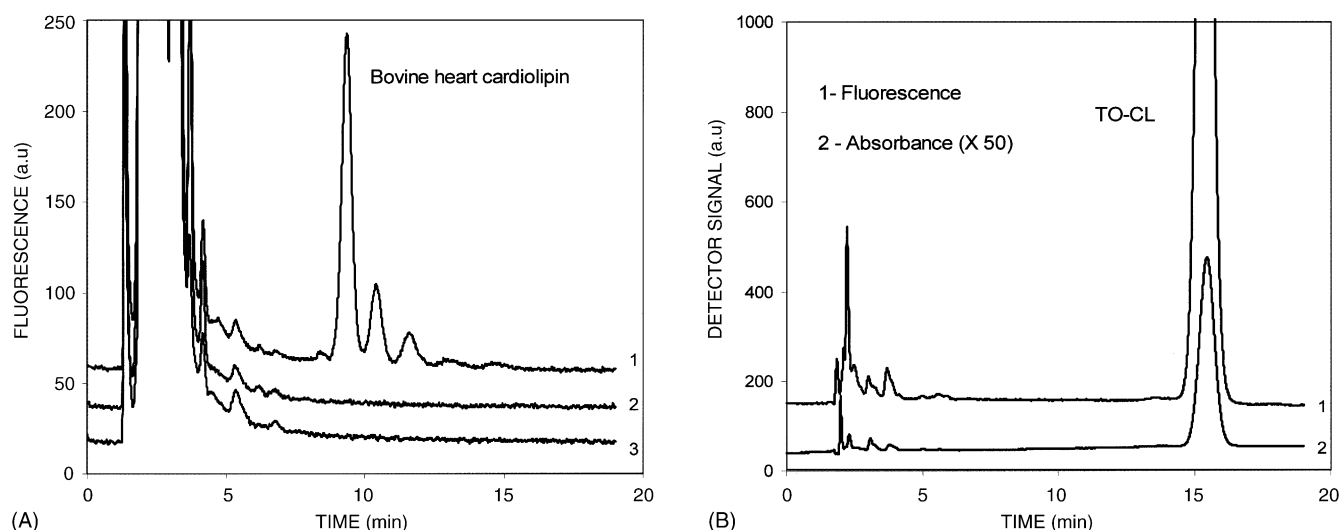 250
200
150
100
50
0
FLUORESCENCE (a.u)
Bovine heart cardiolipin
1
2
3
0 5 10 15 20
TIME (min)
(A)
1000
800
600
400
200
0
DETECTOR SIGNAL (a.u)
1- Fluorescence
TO-CL
2 - Absorbance (X 50)
1
2
0 5 10 15 20
TIME (min)
(B)